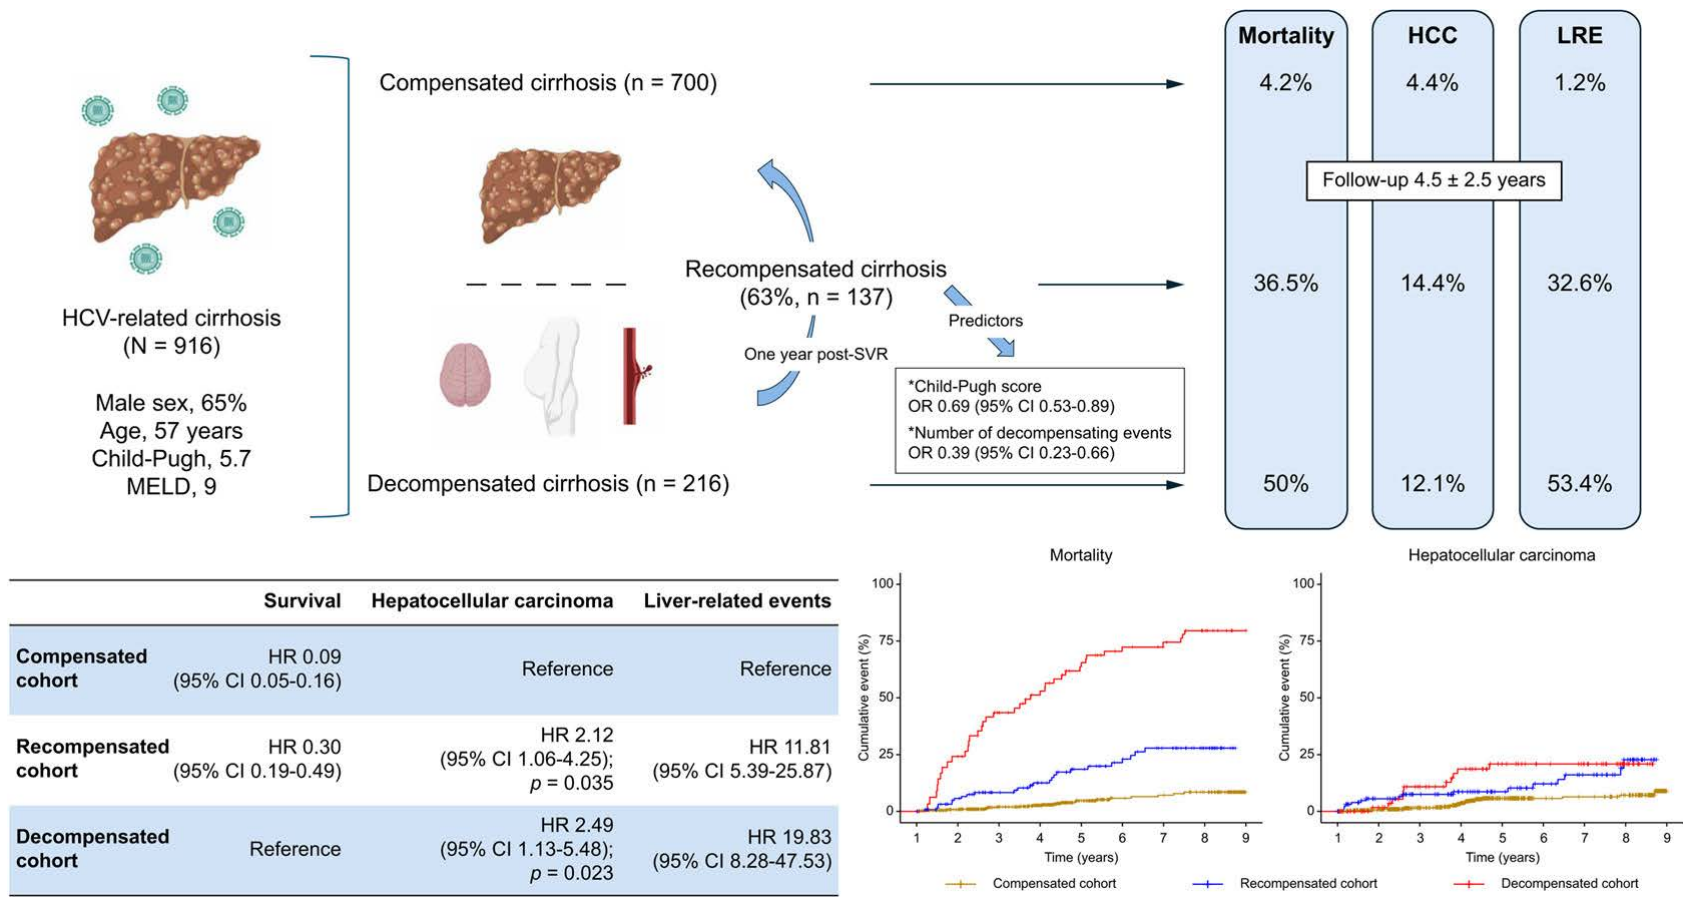 HCV-related cirrhosis
(N = 916)
Male sex, 65%
Age, 57 years
Child-Pugh, 5.7
MELD, 9
Compensated cirrhosis (n = 700)
Recompensated cirrhosis
(63%, n = 137)
One year post-SVR
Predictors
*Child-Pugh score
OR 0.69 (95% CI 0.53-0.89)
*Number of decompensating events
OR 0.39 (95% CI 0.23-0.66)
Decompensated cirrhosis (n = 216)
Mortality HCC LRE
4.2% 4.4% 1.2%
Follow-up 4.5 ± 2.5 years
36.5% 14.4% 32.6%
50% 12.1% 53.4%
Survival Hepatocellular carcinoma Liver-related events
Compensated
cohort
HR 0.09
(95% CI 0.05-0.16)
Reference
Reference
Recompensated
cohort
HR 0.30
(95% CI 0.19-0.49)
HR 2.12
(95% CI 1.06-4.25);
p = 0.035
HR 11.81
(95% CI 5.39-25.87)
Decompensated
cohort
Reference
HR 2.49
(95% CI 1.13-5.48);
p = 0.023
HR 19.83
(95% CI 8.28-47.53)
Mortality
Cumulative event (%)
100
75
50
25
0
1 2 3 4 5 6 7 8 9
Time (years)
Hepatocellular carcinoma
Cumulative event (%)
100
75
50
25
0
1 2 3 4 5 6 7 8 9
Time (years)
Compensated cohort Recompensated cohort Decompensated cohort